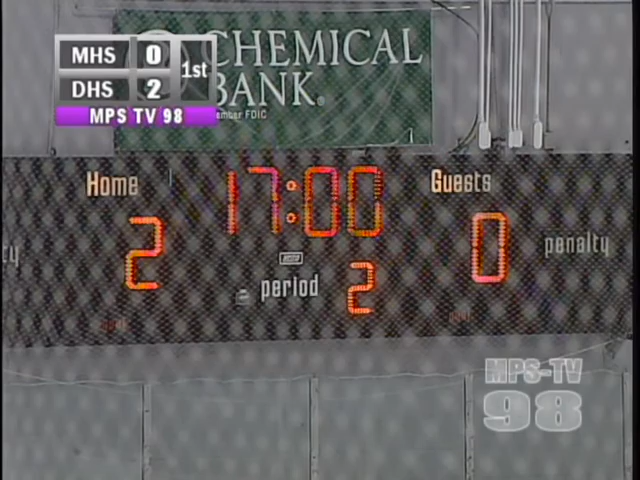 MHS 0 1st
DHS 2
MPS TV 98
CHEMICAL
BANK®
Member FDIC
Home 17:00 Guests
2 0
penalty
period 2
MPS-TV
98